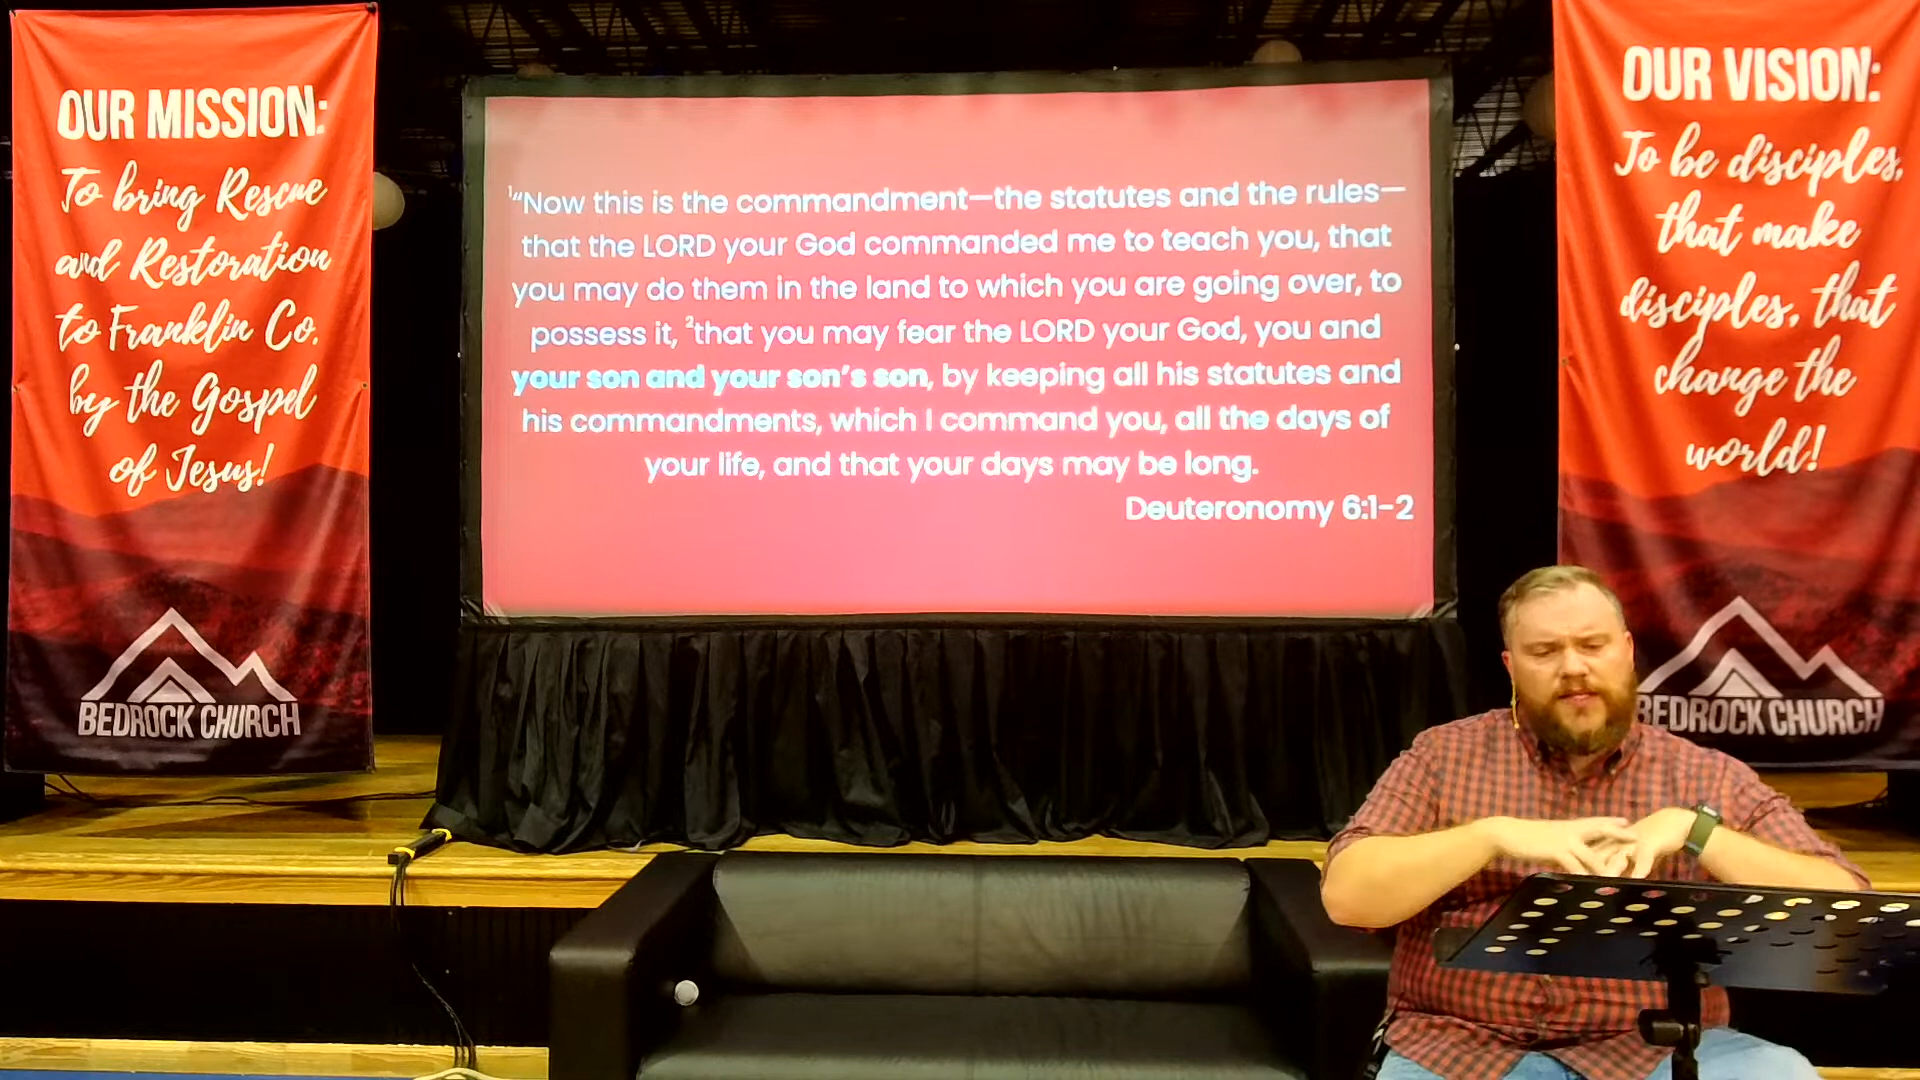 OUR MISSION:
To bring Rescue
and Restoration
to Franklin Co.
by the Gospel
of Jesus!
BEDROCK CHURCH
¹“Now this is the commandment—the statutes and the rules—
that the LORD your God commanded me to teach you, that
you may do them in the land to which you are going over, to
possess it, ²that you may fear the LORD your God, you and
your son and your son’s son, by keeping all his statutes and
his commandments, which I command you, all the days of
your life, and that your days may be long.
Deuteronomy 6:1-2
OUR VISION:
To be disciples,
that make
disciples, that
change the
world!
BEDROCK CHURCH